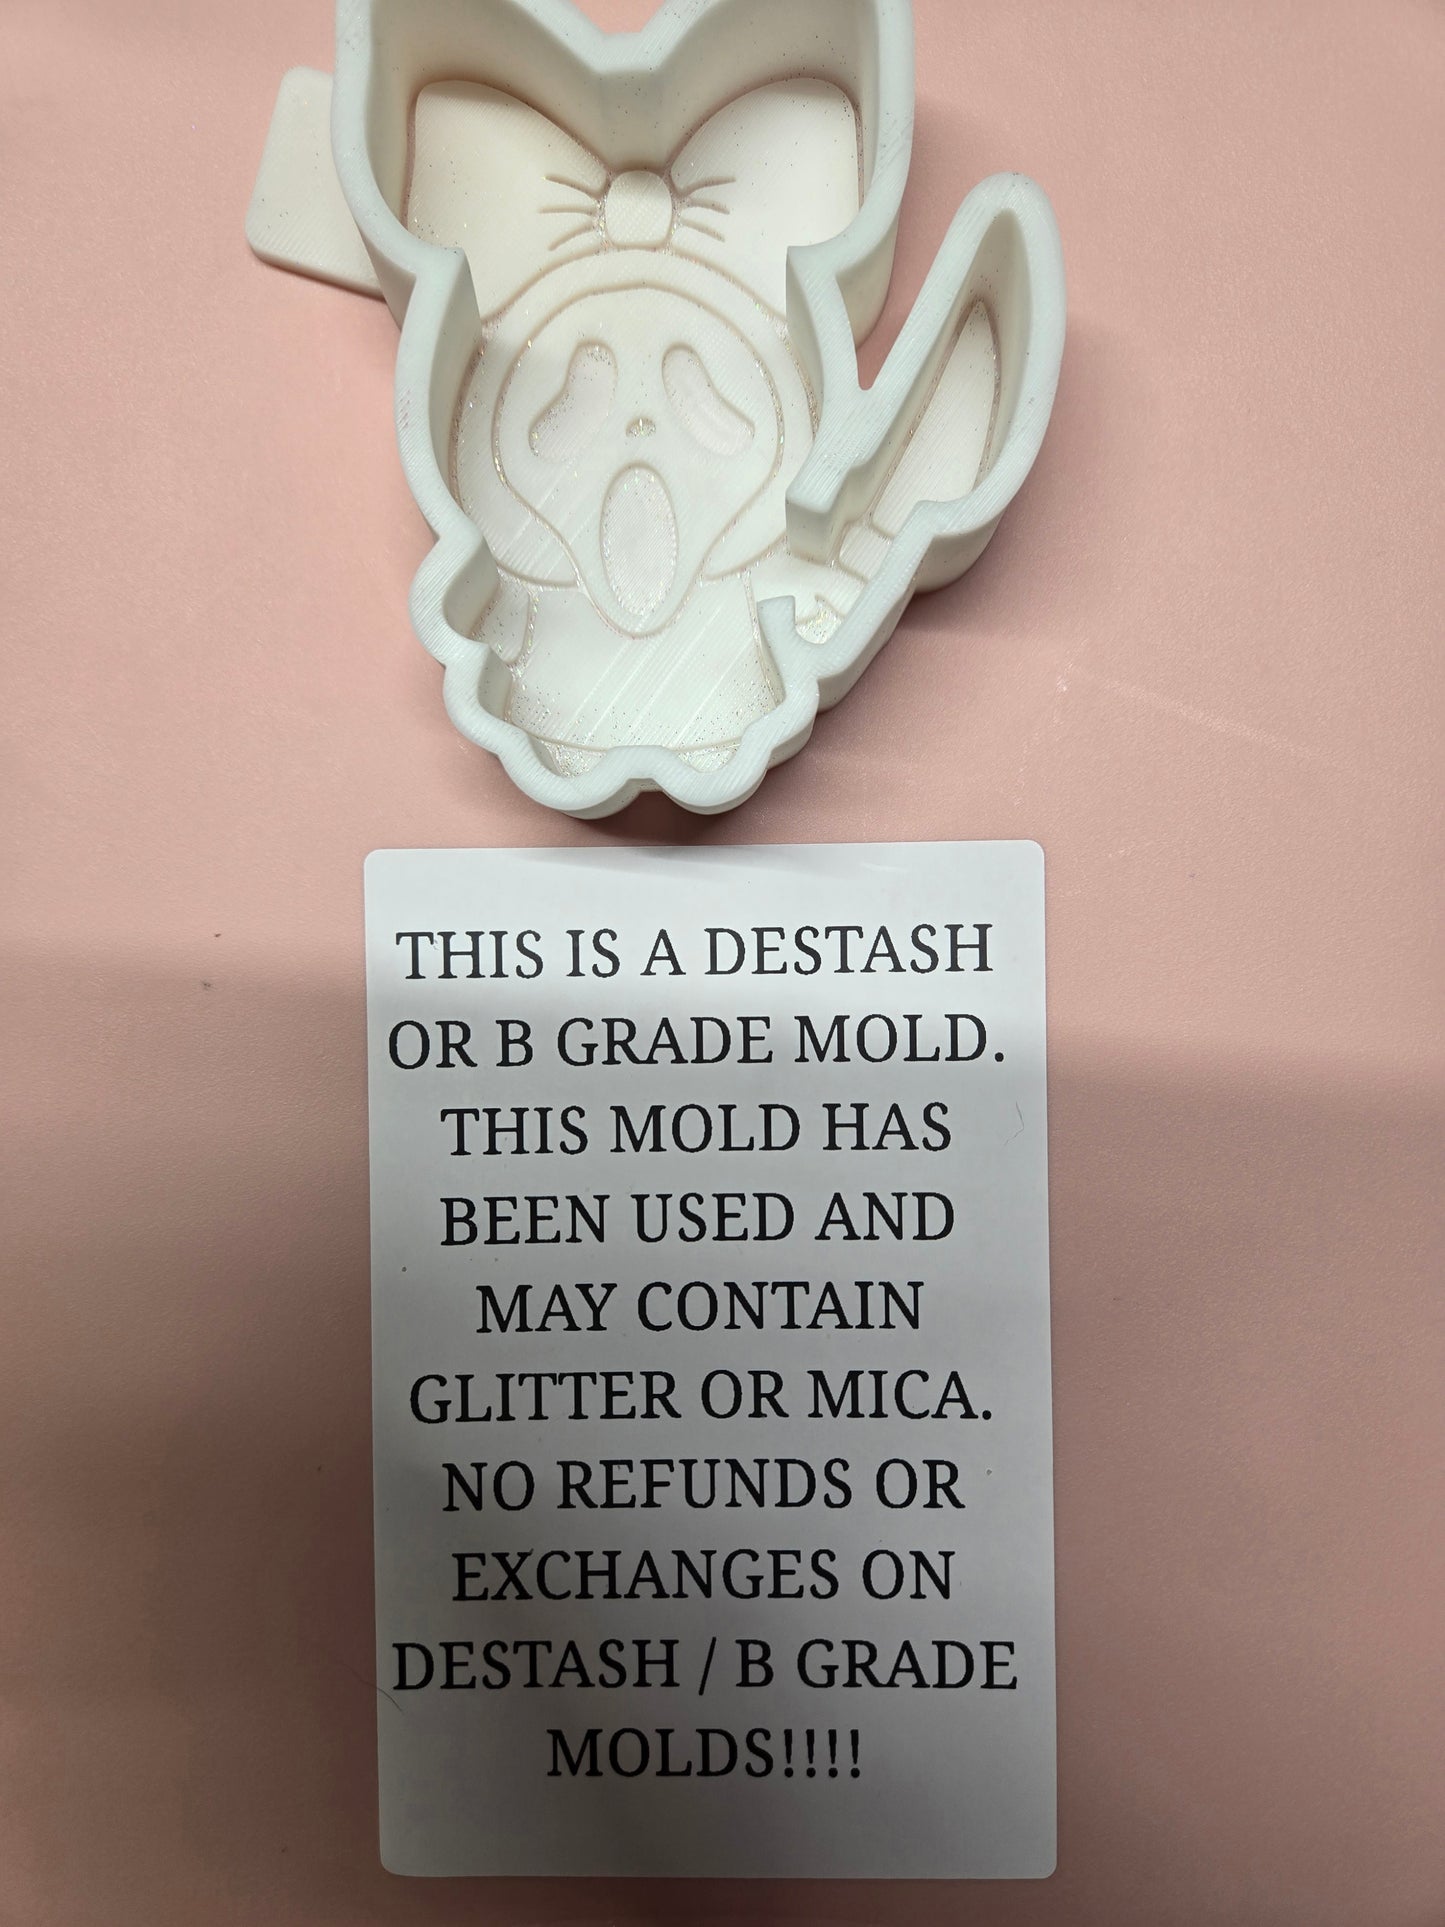 THIS IS A DESTASH
OR B GRADE MOLD.
THIS MOLD HAS
BEEN USED AND
MAY CONTAIN
GLITTER OR MICA.
NO REFUNDS OR
EXCHANGES ON
DESTASH / B GRADE
MOLDS!!!!